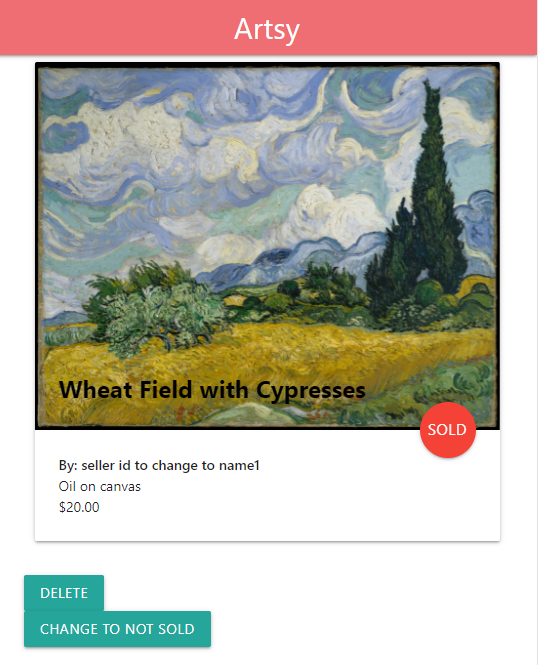 Artsy
Wheat Field with Cypresses
SOLD
By: seller id to change to name1
Oil on canvas
$20.00
DELETE
CHANGE TO NOT SOLD